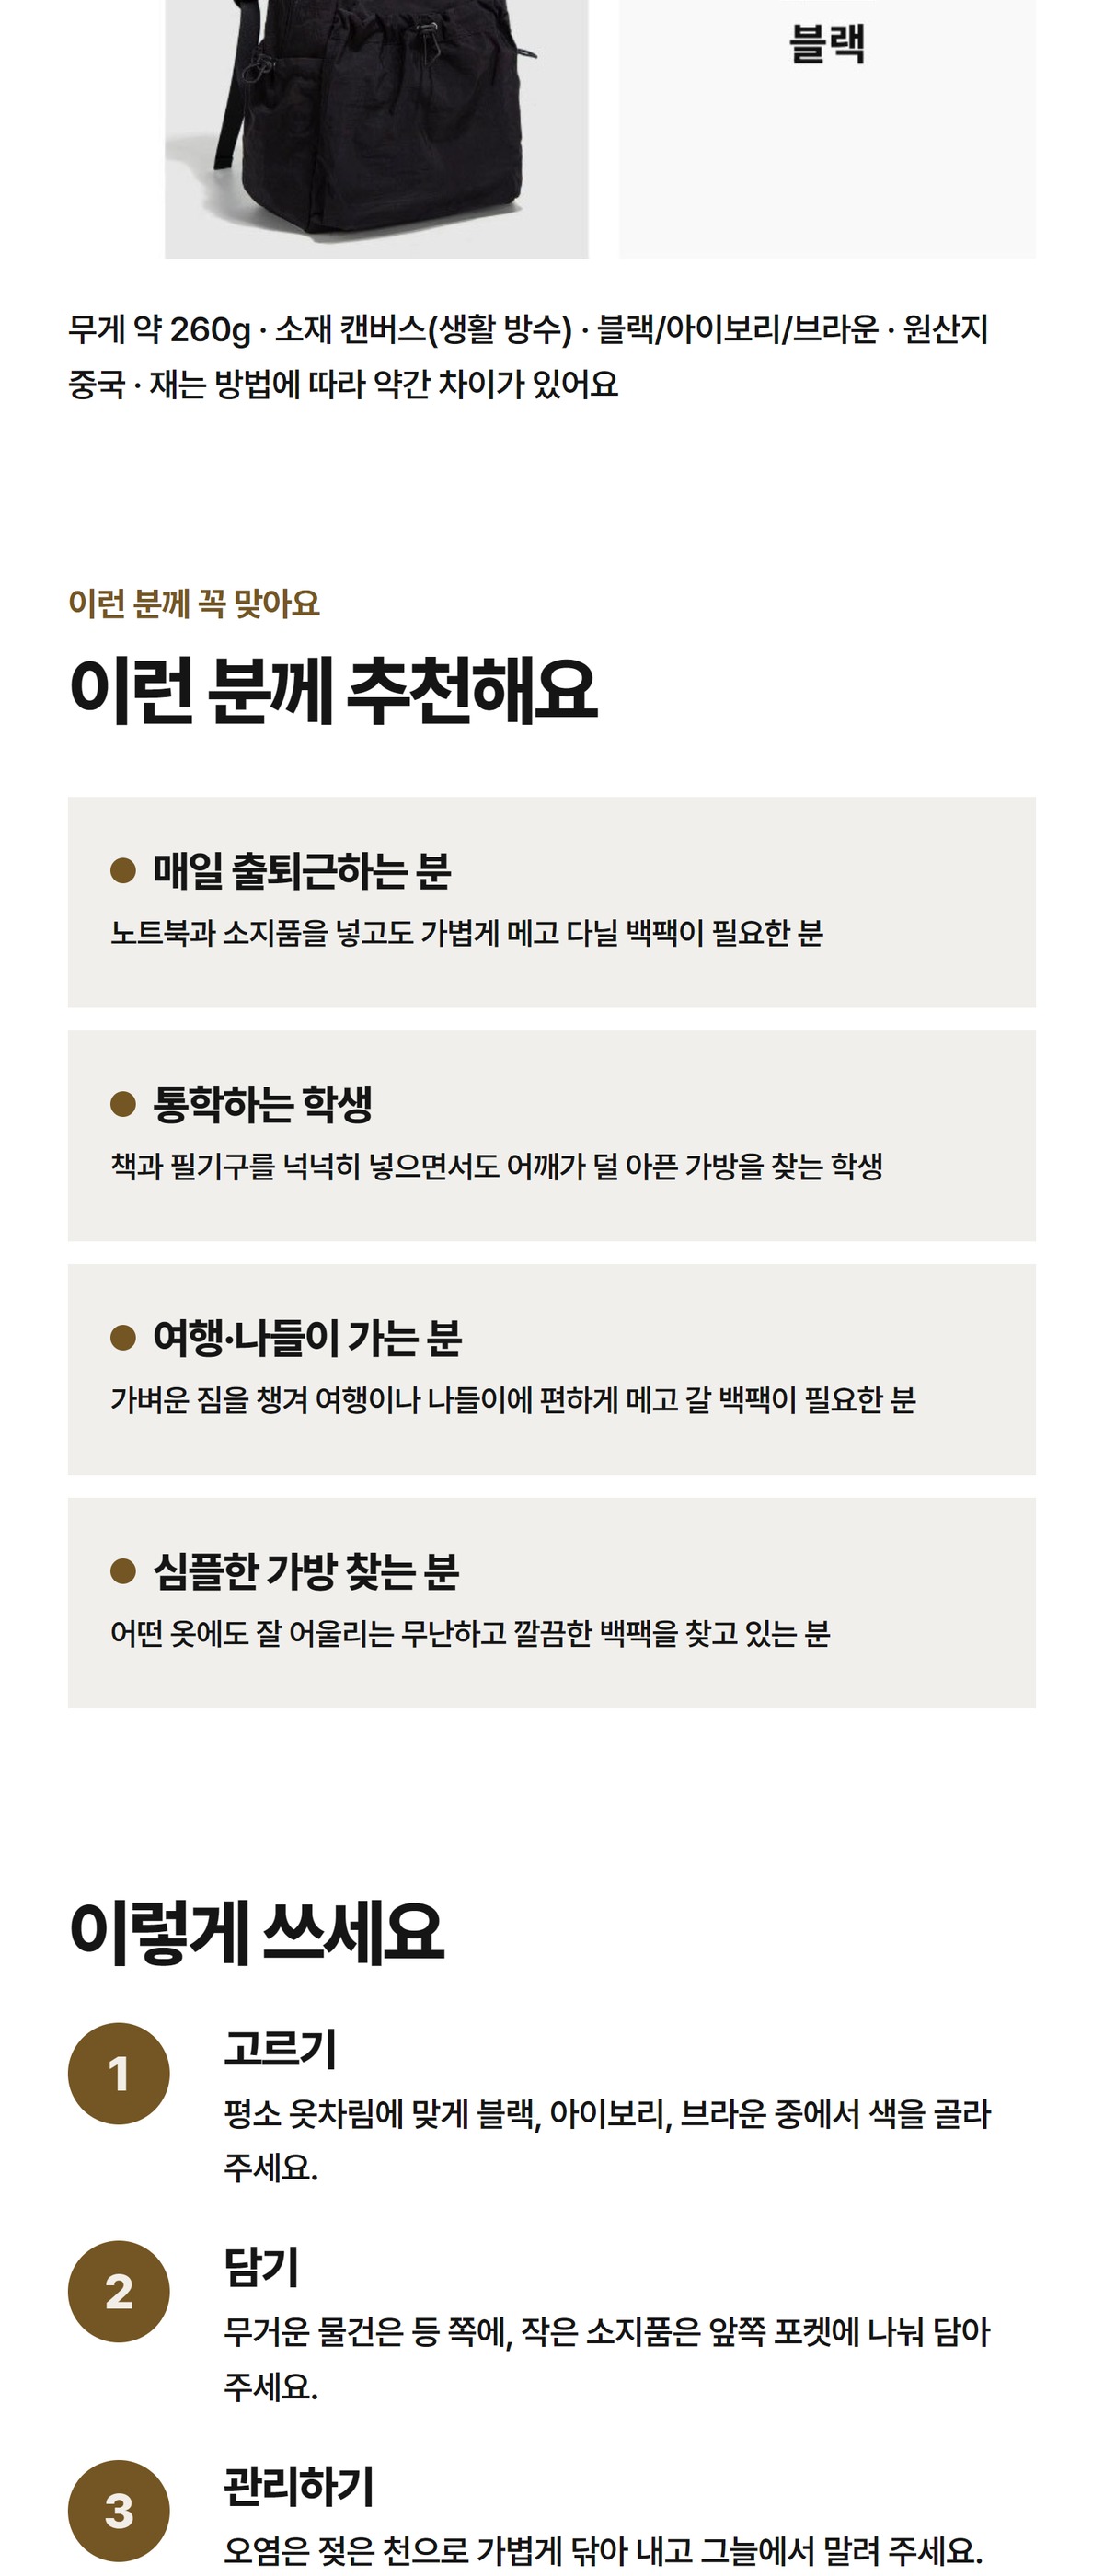 블랙
무게 약 260g · 소재 캔버스(생활 방수) · 블랙/아이보리/브라운 · 원산지
중국 · 재는 방법에 따라 약간 차이가 있어요
이런 분께 꼭 맞아요
이런 분께 추천해요
매일 출퇴근하는 분
노트북과 소지품을 넣고도 가볍게 메고 다닐 백팩이 필요한 분
통학하는 학생
책과 필기구를 넉넉히 넣으면서도 어깨가 덜 아픈 가방을 찾는 학생
여행·나들이 가는 분
가벼운 짐을 챙겨 여행이나 나들이에 편하게 메고 갈 백팩이 필요한 분
심플한 가방 찾는 분
어떤 옷에도 잘 어울리는 무난하고 깔끔한 백팩을 찾고 있는 분
이렇게 쓰세요
1 고르기
평소 옷차림에 맞게 블랙, 아이보리, 브라운 중에서 색을 골라
주세요.
2 담기
무거운 물건은 등 쪽에, 작은 소지품은 앞쪽 포켓에 나눠 담아
주세요.
3 관리하기
오염은 젖은 천으로 가볍게 닦아 내고 그늘에서 말려 주세요.